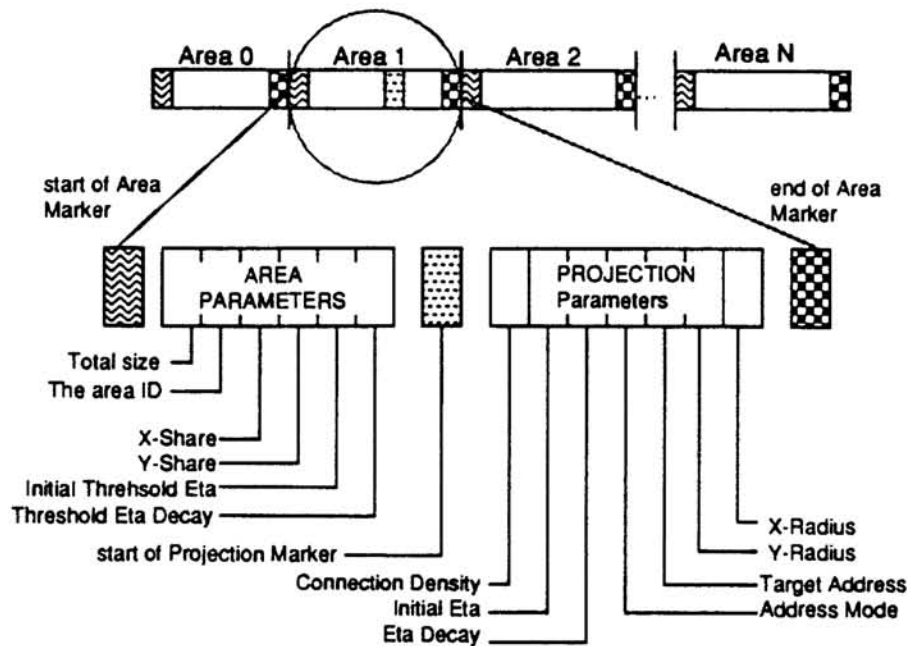 Area 0 Area 1 Area 2 Area N
start of Area
Marker
end of Area
Marker
AREA
PARAMETERS
PROJECTION
Parameters
Total size
The area ID
X-Share
Y-Share
Initial Threhsold Eta
Threshold Eta Decay
start of Projection Marker
Connection Density
Initial Eta
Eta Decay
X-Radius
Y-Radius
Target Address
Address Mode